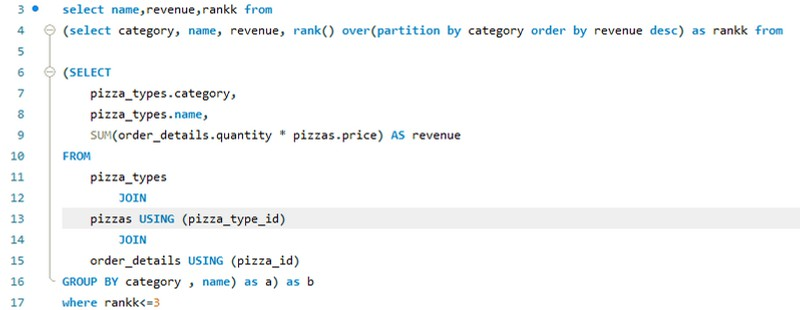 3 select name,revenue,rankk from
4 (select category, name, revenue, rank() over(partition by category order by revenue desc) as rankk from
5
6 (SELECT
7 pizza_types.category,
8 pizza_types.name,
9 SUM(order_details.quantity * pizzas.price) AS revenue
10 FROM
11 pizza_types
12 JOIN
13 pizzas USING (pizza_type_id)
14 JOIN
15 order_details USING (pizza_id)
16 GROUP BY category , name) as a) as b
17 where rankk<=3